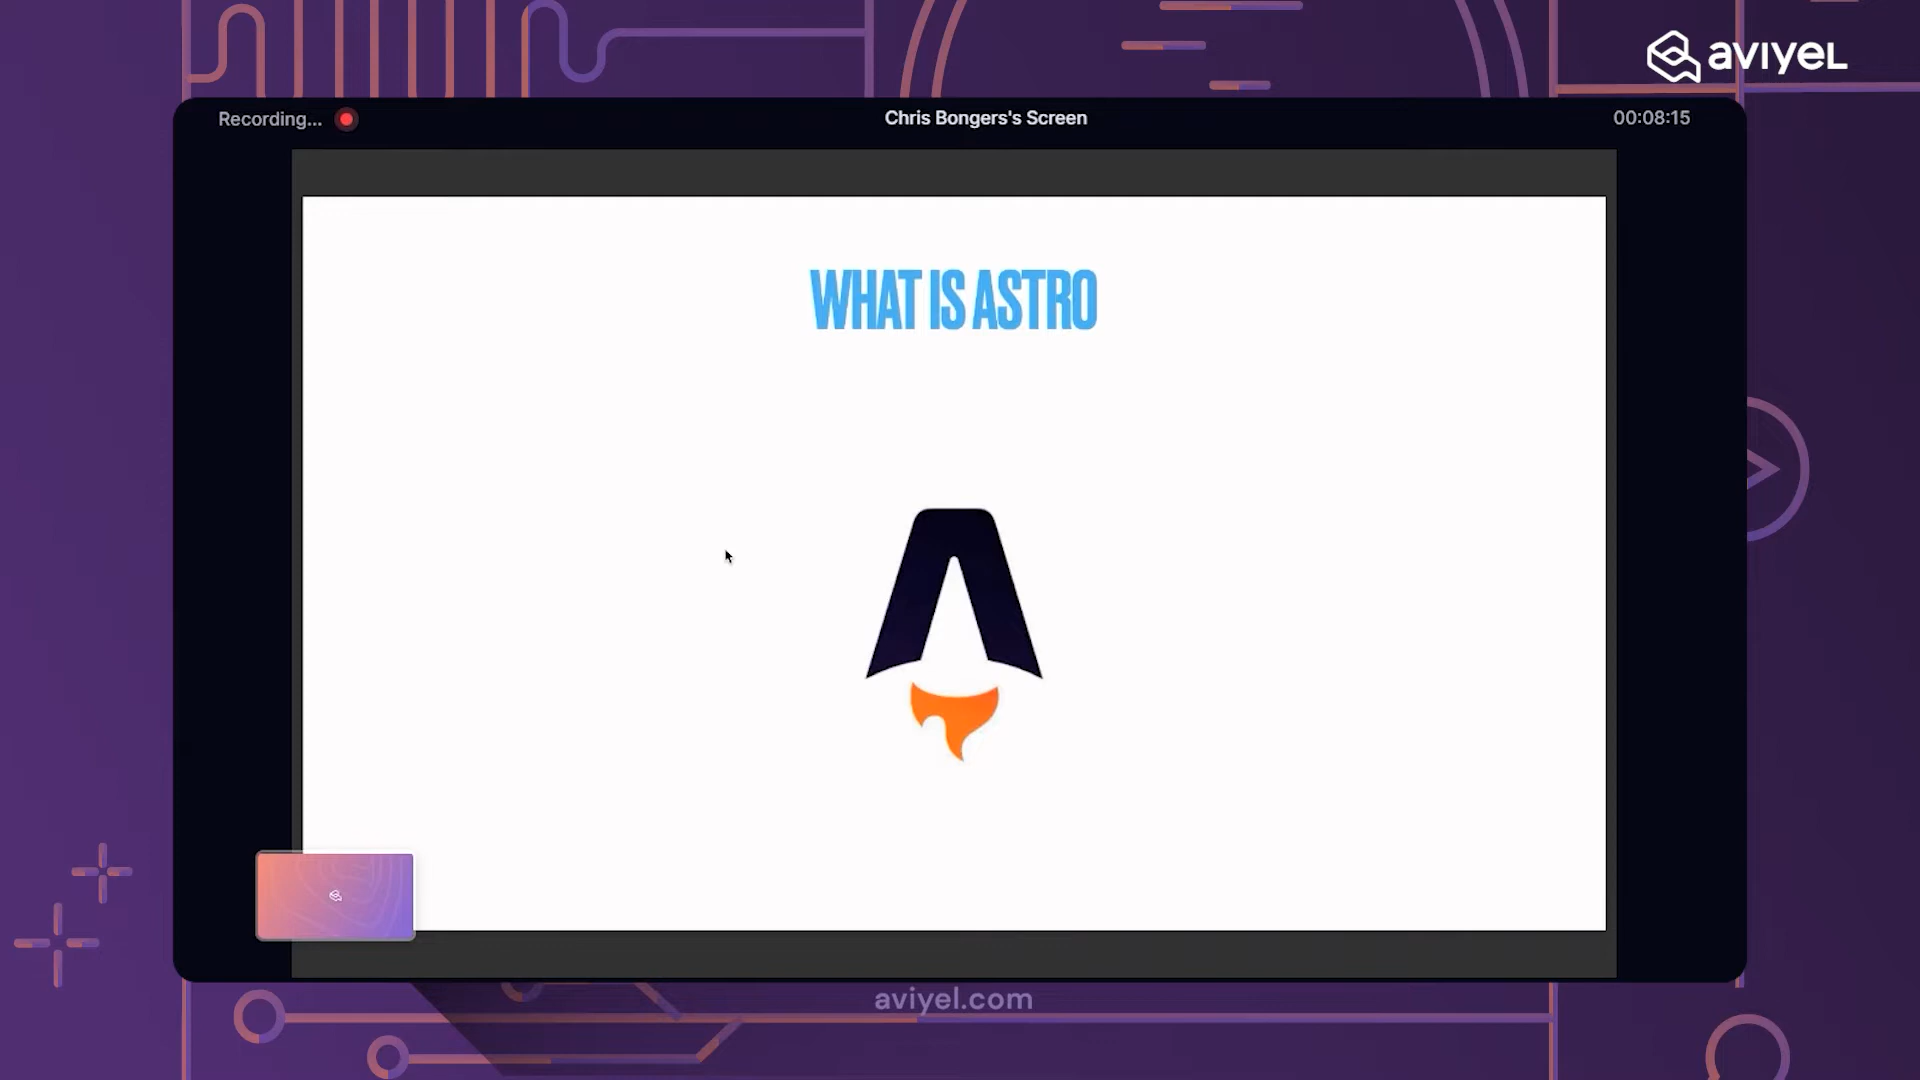 aviyel
Recording...
Chris Bongers's Screen
00:08:15
WHAT IS ASTRO
aviyel.com